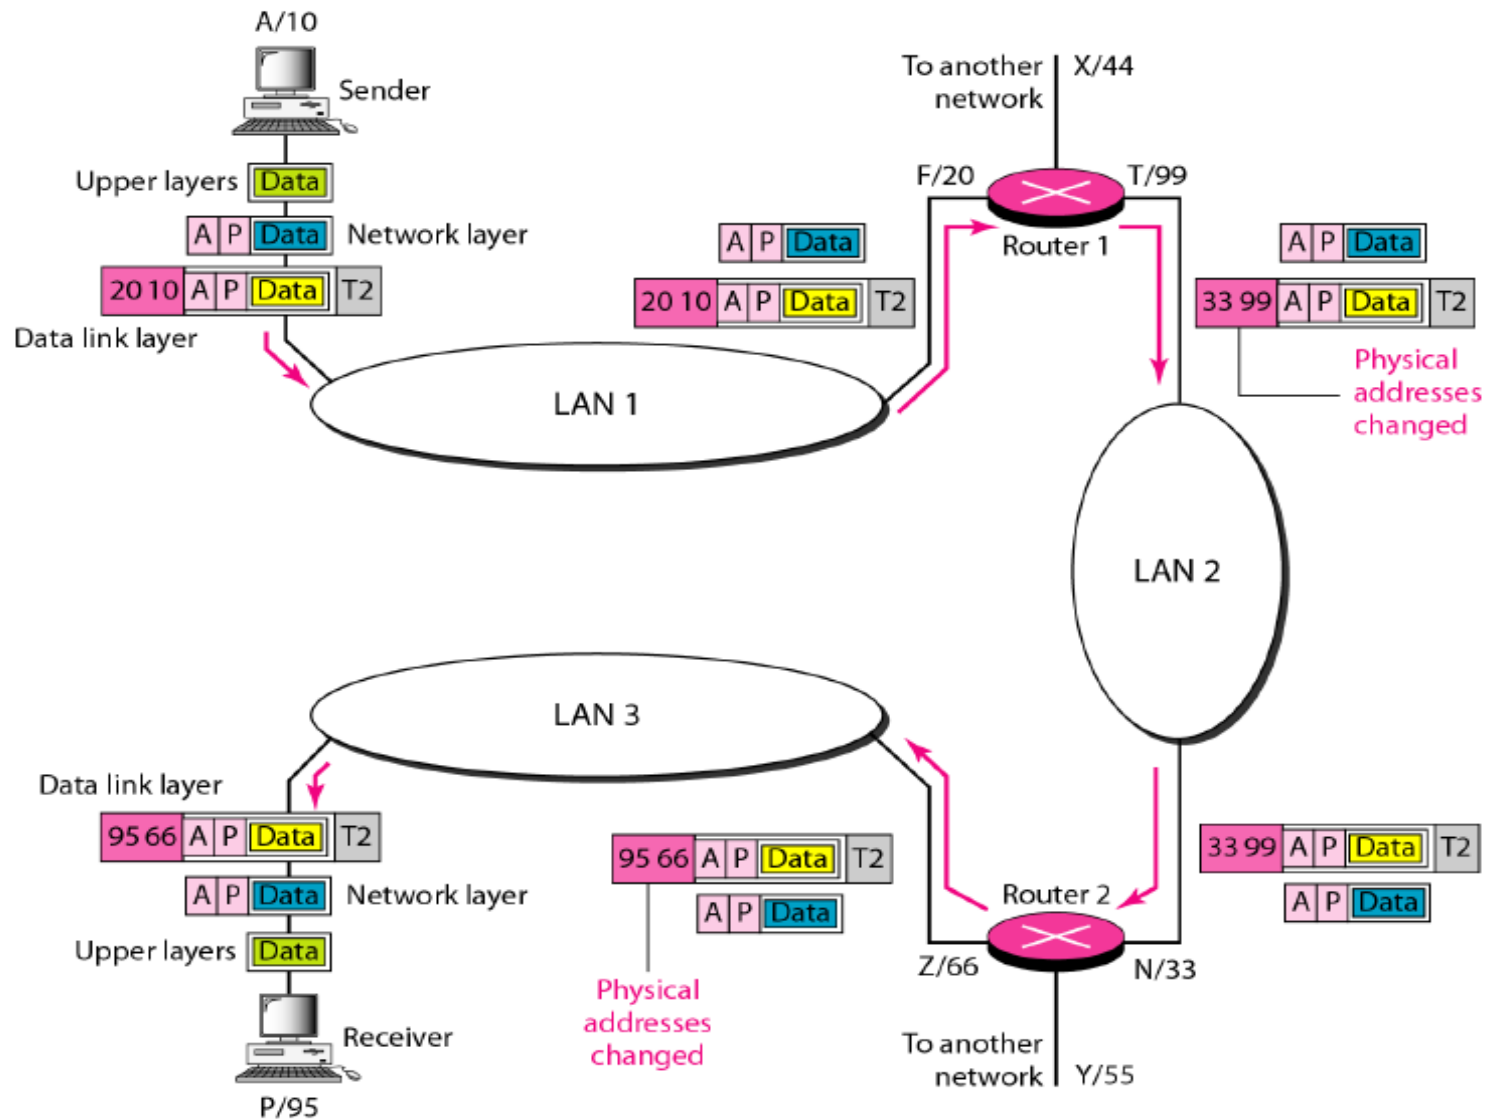 A/10
Sender
Upper layers
Data
A P Data
Network layer
20 10 A P Data T2
Data link layer
LAN 1
A P Data
20 10 A P Data T2
To another
network
X/44
F/20
T/99
Router 1
A P Data
33 99 A P Data T2
Physical
addresses
changed
LAN 2
33 99 A P Data T2
A P Data
Router 2
Z/66
N/33
To another
network
Y/55
95 66 A P Data T2
A P Data
Physical
addresses
changed
LAN 3
Data link layer
95 66 A P Data T2
A P Data
Network layer
Upper layers
Data
Receiver
P/95